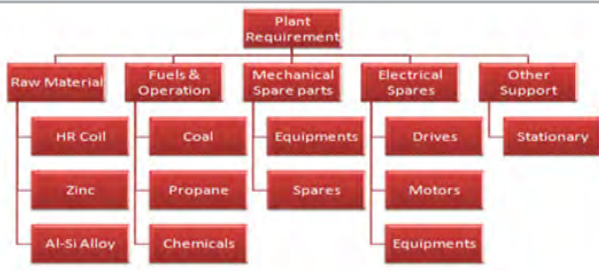 Plant
Requirement
Raw Material
Fuels &
Operation
Mechanical
Spare parts
Electrical
Spares
Other
Support
HR Coil
Coal
Equipments
Drives
Stationary
Zinc
Propane
Spares
Motors
Al-Si Alloy
Chemicals
Equipments